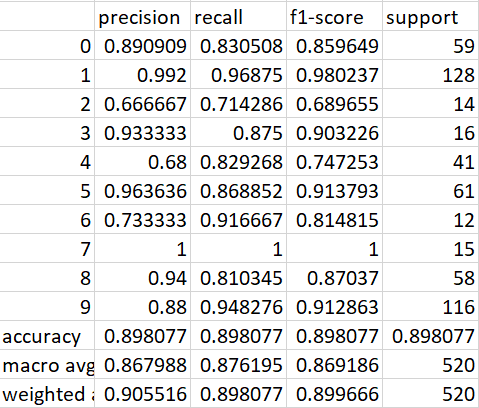 precision recall f1-score support
0 0.890909 0.830508 0.859649 59
1 0.992 0.96875 0.980237 128
2 0.666667 0.714286 0.689655 14
3 0.933333 0.875 0.903226 16
4 0.68 0.829268 0.747253 41
5 0.963636 0.868852 0.913793 61
6 0.733333 0.916667 0.814815 12
7 1 1 1 15
8 0.94 0.810345 0.87037 58
9 0.88 0.948276 0.912863 116
accuracy 0.898077 0.898077 0.898077 0.898077
macro avg 0.867988 0.876195 0.869186 520
weighted 0.905516 0.898077 0.899666 520